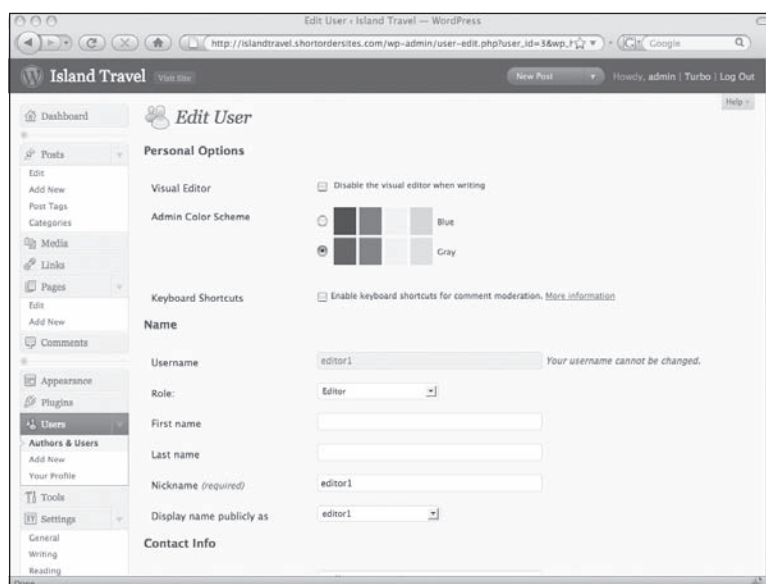 Edit User ‹ Island Travel — WordPress
http://islandtravel.shortordersites.com/wp-admin/user-edit.php?user_id=3&wp_h
Google
Island Travel Visit Site
New Post
Howdy, admin | Turbo | Log Out
Help
Dashboard
Posts
Edit
Add New
Post Tags
Categories
Media
Links
Pages
Edit
Add New
Comments
Appearance
Plugins
Users
Authors & Users
Add New
Your Profile
Tools
Settings
General
Writing
Reading
Edit User
Personal Options
Visual Editor
Disable the visual editor when writing
Admin Color Scheme
Blue
Gray
Keyboard Shortcuts
Enable keyboard shortcuts for comment moderation. More information
Name
Username
editor1
Your username cannot be changed.
Role:
Editor
First name
Last name
Nickname (required)
editor1
Display name publicly as
editor1
Contact Info
Done